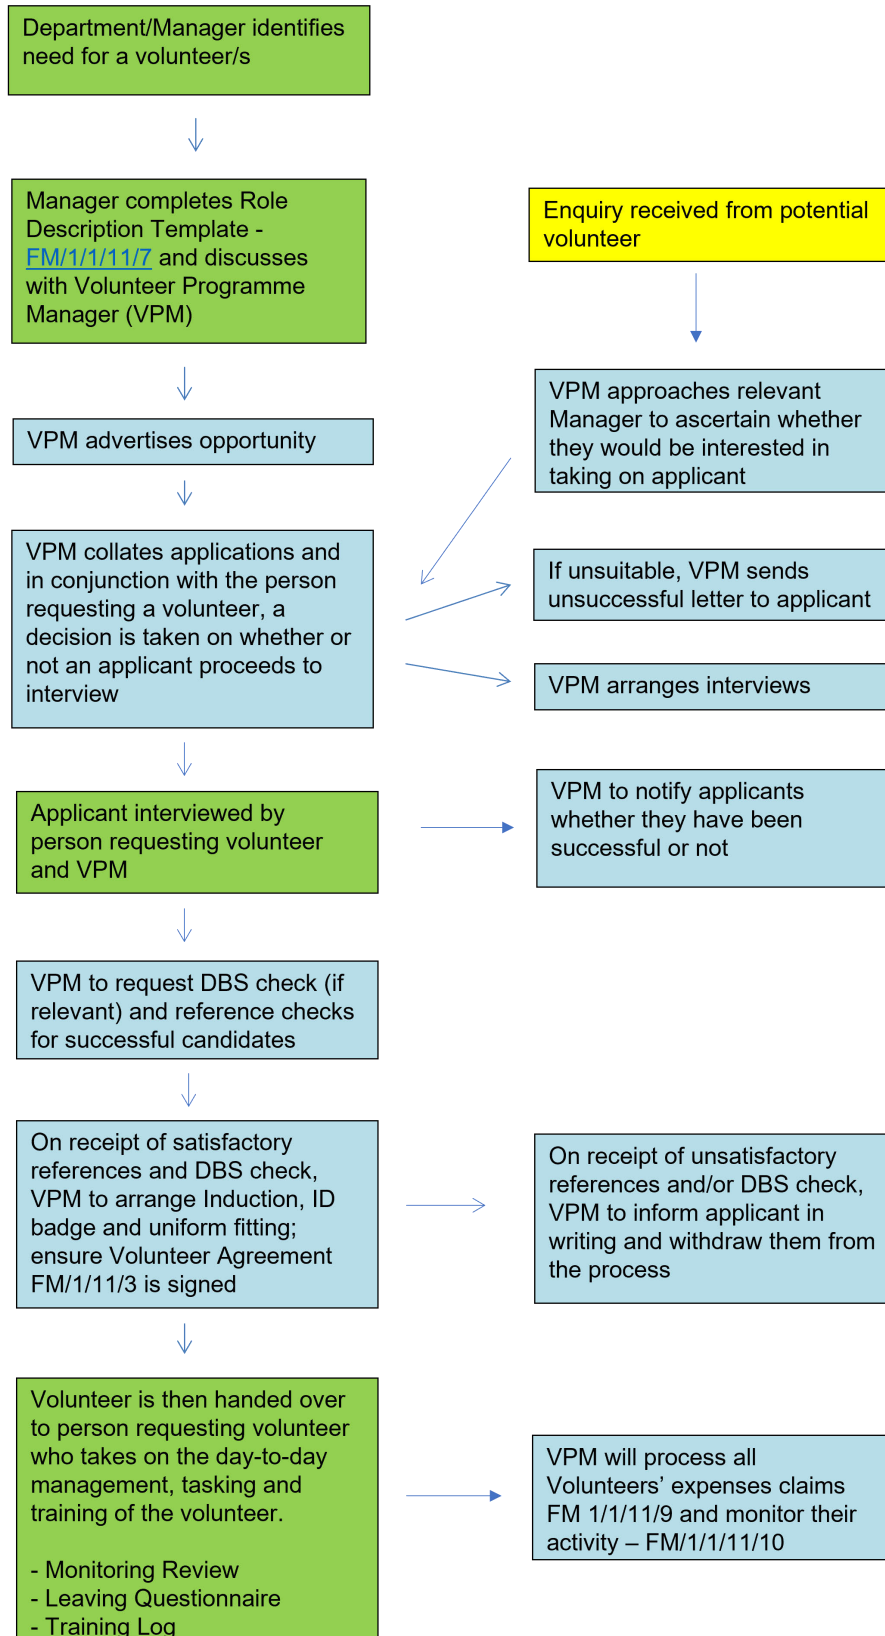 Department/Manager identifies
need for a volunteer/s
Manager completes Role
Description Template -
FM/1/1/11/7 and discusses
with Volunteer Programme
Manager (VPM)
Enquiry received from potential
volunteer
VPM approaches relevant
Manager to ascertain whether
they would be interested in
taking on applicant
VPM advertises opportunity
VPM collates applications and
in conjunction with the person
requesting a volunteer, a
decision is taken on whether or
not an applicant proceeds to
interview
If unsuitable, VPM sends
unsuccessful letter to applicant
VPM arranges interviews
Applicant interviewed by
person requesting volunteer
and VPM
VPM to notify applicants
whether they have been
successful or not
VPM to request DBS check (if
relevant) and reference checks
for successful candidates
On receipt of satisfactory
references and DBS check,
VPM to arrange Induction, ID
badge and uniform fitting;
ensure Volunteer Agreement
FM/1/11/3 is signed
On receipt of unsatisfactory
references and/or DBS check,
VPM to inform applicant in
writing and withdraw them from
the process
Volunteer is then handed over
to person requesting volunteer
who takes on the day-to-day
management, tasking and
training of the volunteer.
- Monitoring Review
- Leaving Questionnaire
- Training Log
VPM will process all
Volunteers’ expenses claims
FM 1/1/11/9 and monitor their
activity – FM/1/1/11/10